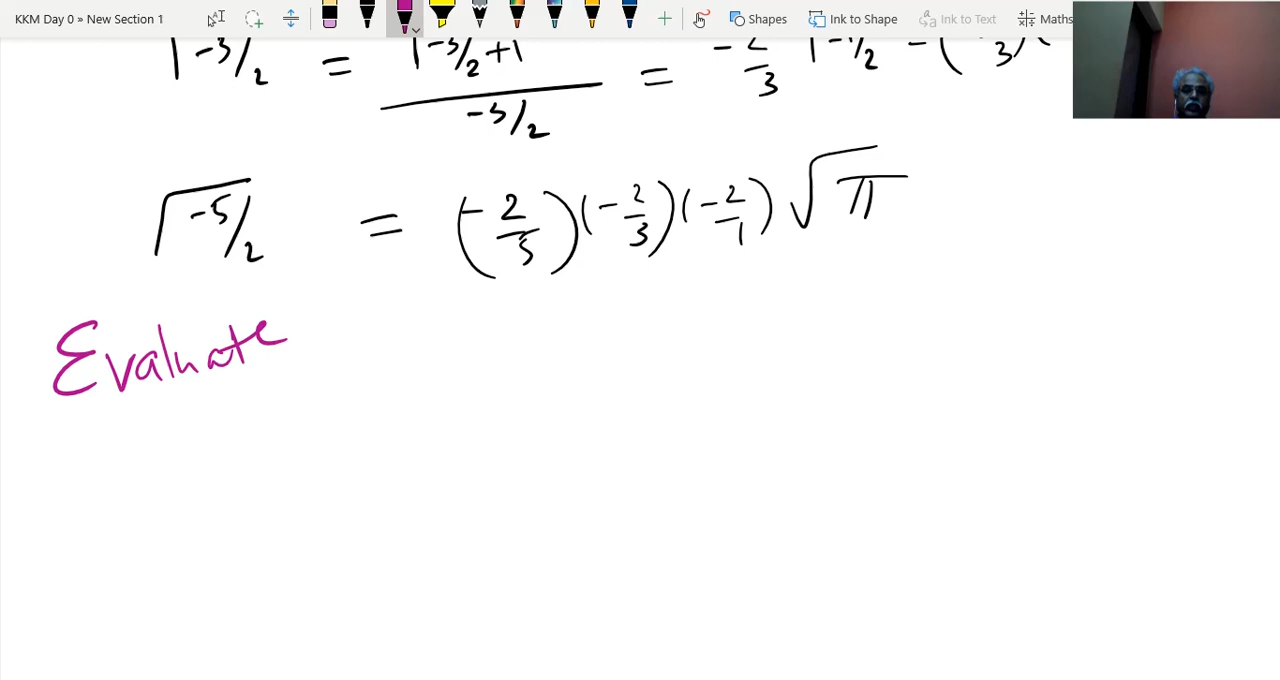 KKM Day 0 » New Section 1 Shapes Ink to Shape Ink to Text Maths
Γ-3/2 = Γ-3/2+1 / -3/2 = -2/3 Γ-1/2 = (
Γ-5/2 = (-2/5)(-2/3)(-2/1)√π
Evaluate